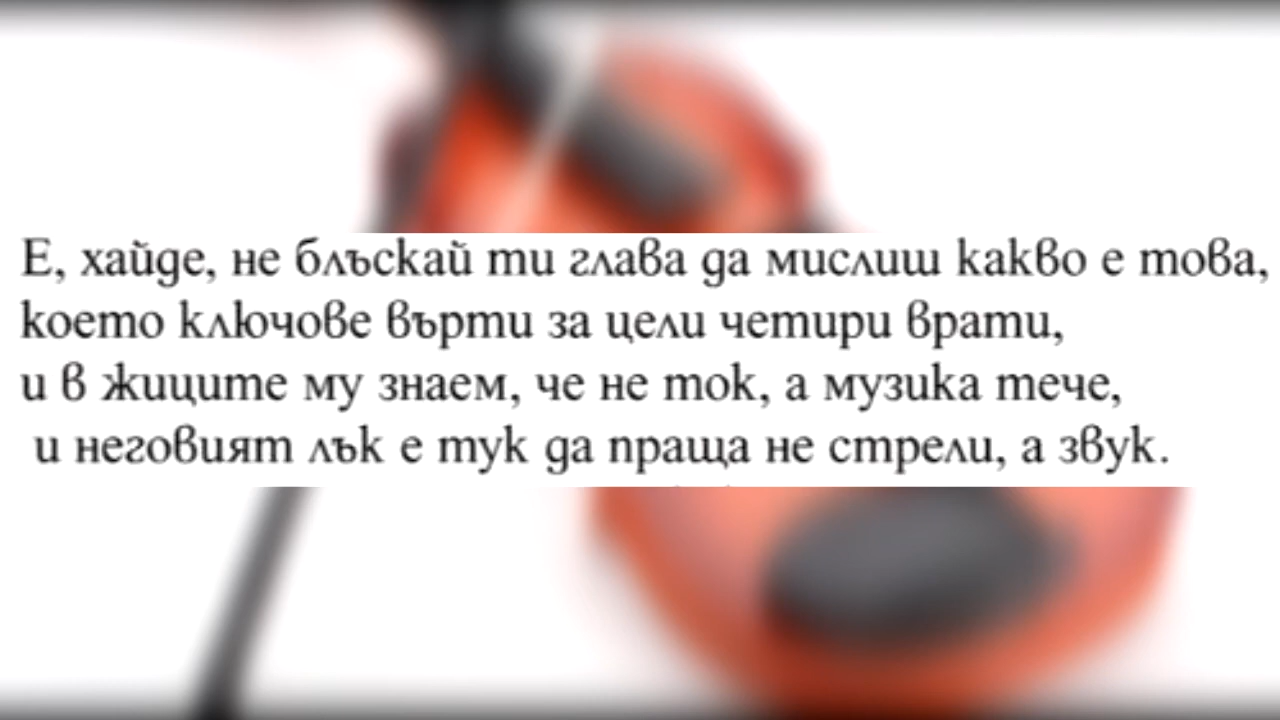 Е, хайде, не блъскай ти глава да мислиш какво е това,
което ключове върти за цели четири врати,
и в жиците му знаем, че не ток, а музика тече,
и неговият лък е тук да праща не стрели, а звук.